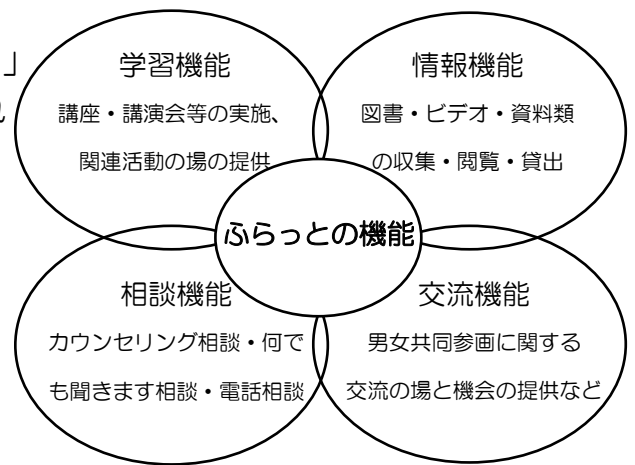 」
れ
学習機能
講座・講演会等の実施、
関連活動の場の提供
情報機能
図書・ビデオ・資料類
の収集・閲覧・貸出
ふらっとの機能
相談機能
カウンセリング相談・何で
も聞きます相談・電話相談
交流機能
男女共同参画に関する
交流の場と機会の提供など